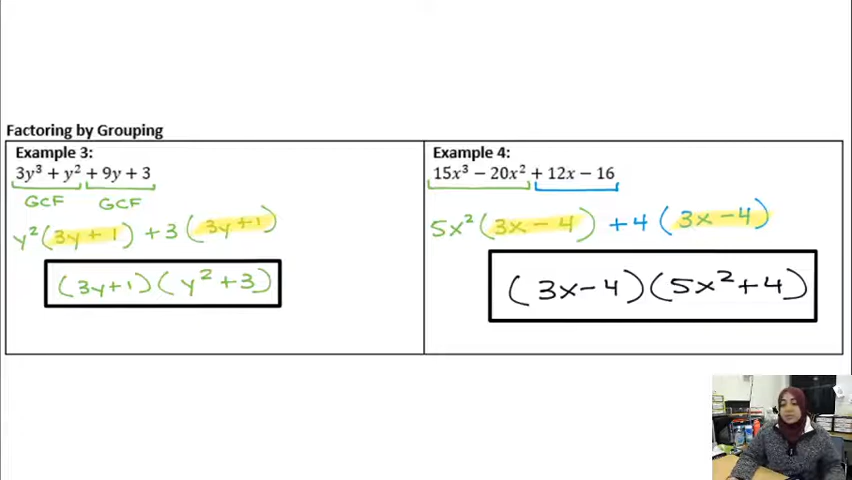 Factoring by Grouping
Example 3:
3y³ + y² + 9y + 3
GCF GCF
y²(3y+1) +3(3y+1)
(3y+1)(y²+3)
Example 4:
15x³ − 20x² + 12x − 16
5x²(3x−4) +4(3x−4)
(3x−4)(5x²+4)